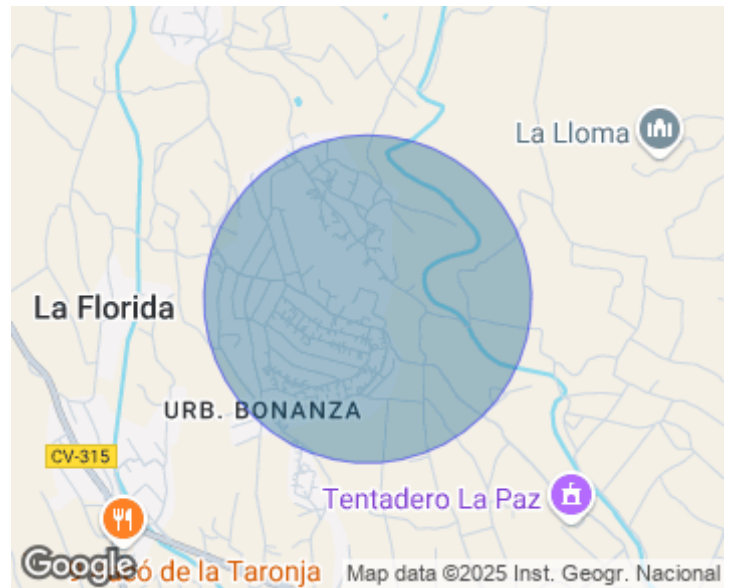 La Lloma
La Florida
URB. BONANZA
CV-315
Tentadero La Paz
Google
de la Taronja
Map data ©2025 Inst. Geogr. Nacional